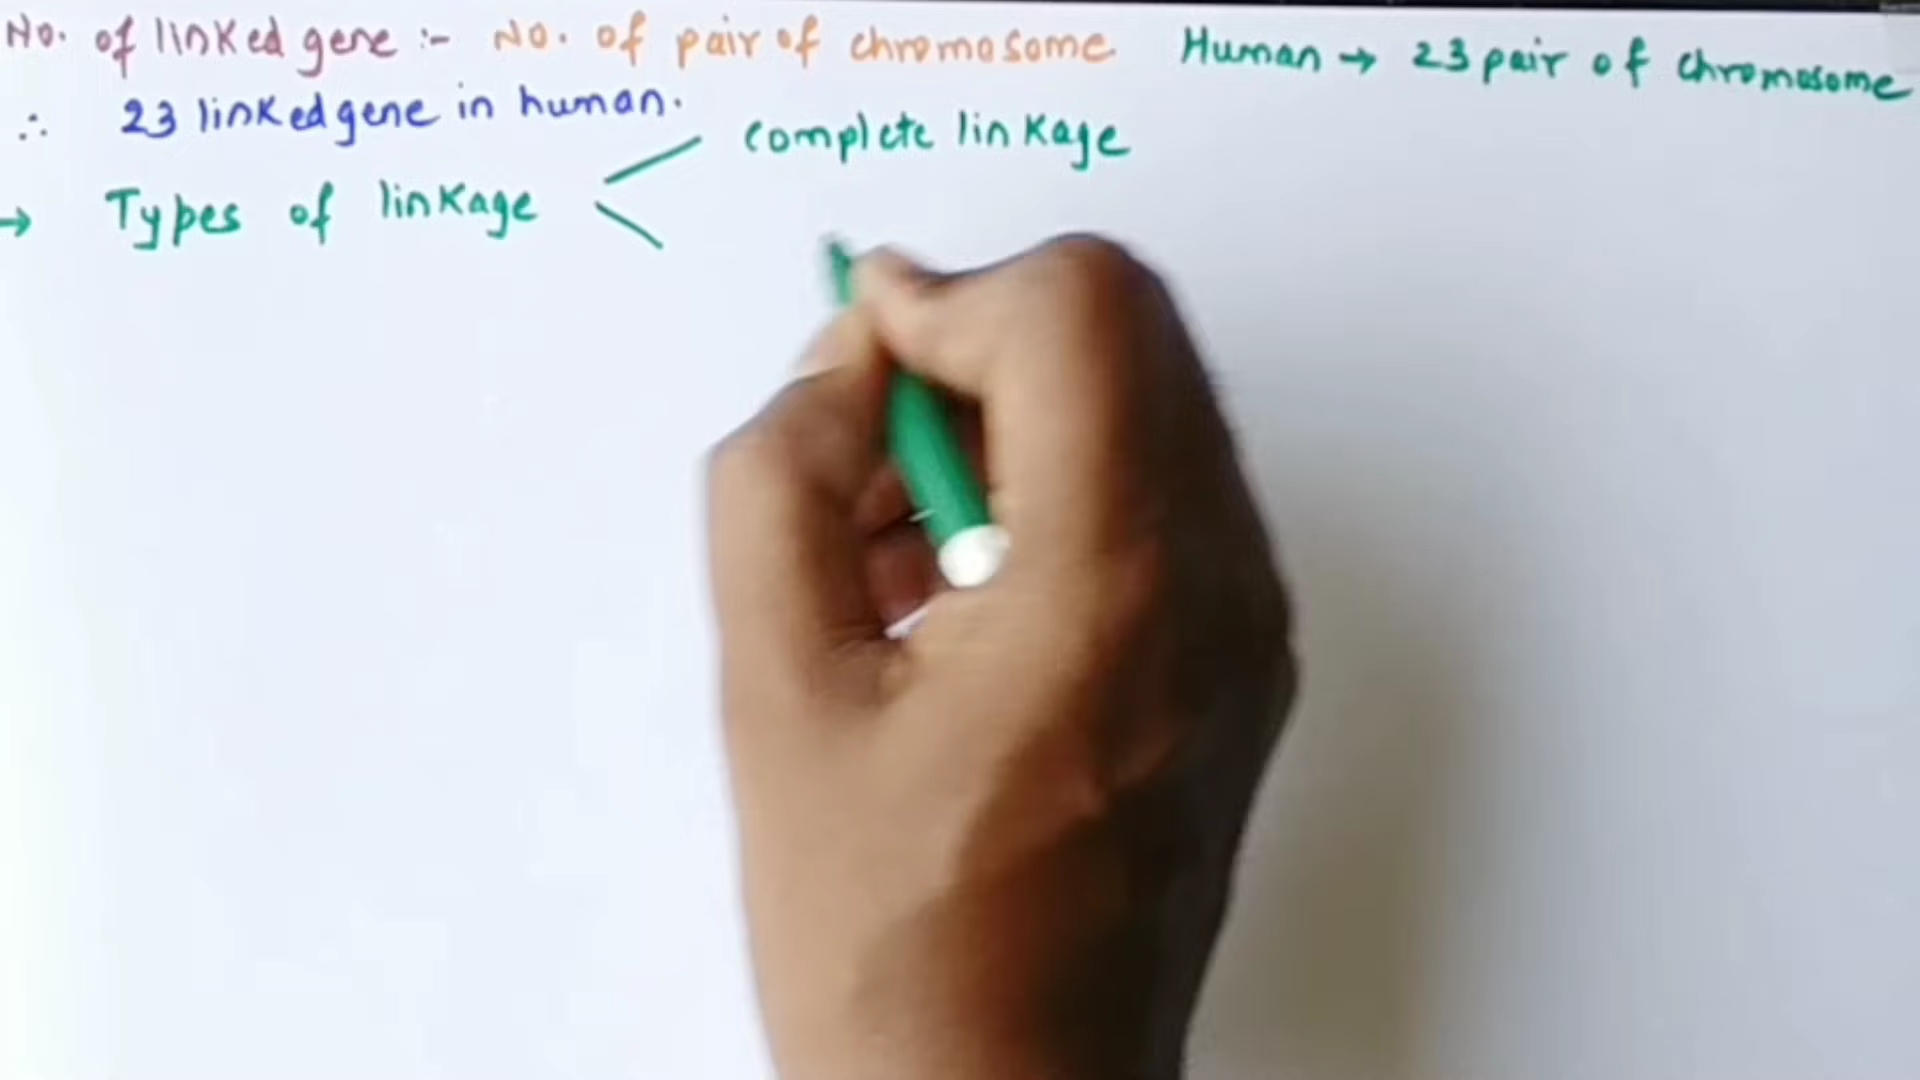 No. of linked gene :- No. of pair of chromosome Human → 23 pair of chromosome
∴ 23 linked gene in human.
→ Types of linkage
complete linkage